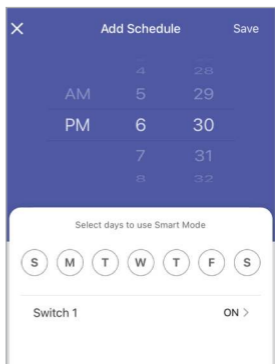 × Add Schedule Save
4 28
AM 5 29
PM 6 30
7 31
8 32
Select days to use Smart Mode
S M T W T F S
Switch 1 ON >